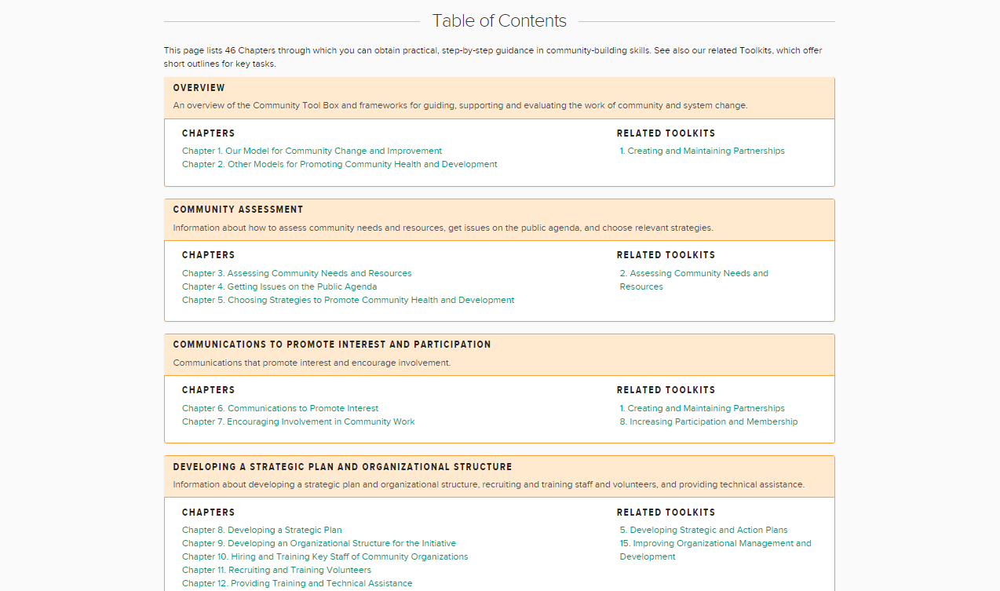 Table of Contents
This page lists 46 Chapters through which you can obtain practical, step-by-step guidance in community-building skills. See also our related Toolkits, which offer
short outlines for key tasks.
OVERVIEW
An overview of the Community Tool Box and frameworks for guiding, supporting and evaluating the work of community and system change.
CHAPTERS
Chapter 1. Our Model for Community Change and Improvement
Chapter 2. Other Models for Promoting Community Health and Development
RELATED TOOLKITS
1. Creating and Maintaining Partnerships
COMMUNITY ASSESSMENT
Information about how to assess community needs and resources, get issues on the public agenda, and choose relevant strategies.
CHAPTERS
Chapter 3. Assessing Community Needs and Resources
Chapter 4. Getting Issues on the Public Agenda
Chapter 5. Choosing Strategies to Promote Community Health and Development
RELATED TOOLKITS
2. Assessing Community Needs and
Resources
COMMUNICATIONS TO PROMOTE INTEREST AND PARTICIPATION
Communications that promote interest and encourage involvement.
CHAPTERS
Chapter 6. Communications to Promote Interest
Chapter 7. Encouraging Involvement in Community Work
RELATED TOOLKITS
1. Creating and Maintaining Partnerships
8. Increasing Participation and Membership
DEVELOPING A STRATEGIC PLAN AND ORGANIZATIONAL STRUCTURE
Information about developing a strategic plan and organizational structure, recruiting and training staff and volunteers, and providing technical assistance.
CHAPTERS
Chapter 8. Developing a Strategic Plan
Chapter 9. Developing an Organizational Structure for the Initiative
Chapter 10. Hiring and Training Key Staff of Community Organizations
Chapter 11. Recruiting and Training Volunteers
Chapter 12. Providing Training and Technical Assistance
RELATED TOOLKITS
5. Developing Strategic and Action Plans
15. Improving Organizational Management and
Development